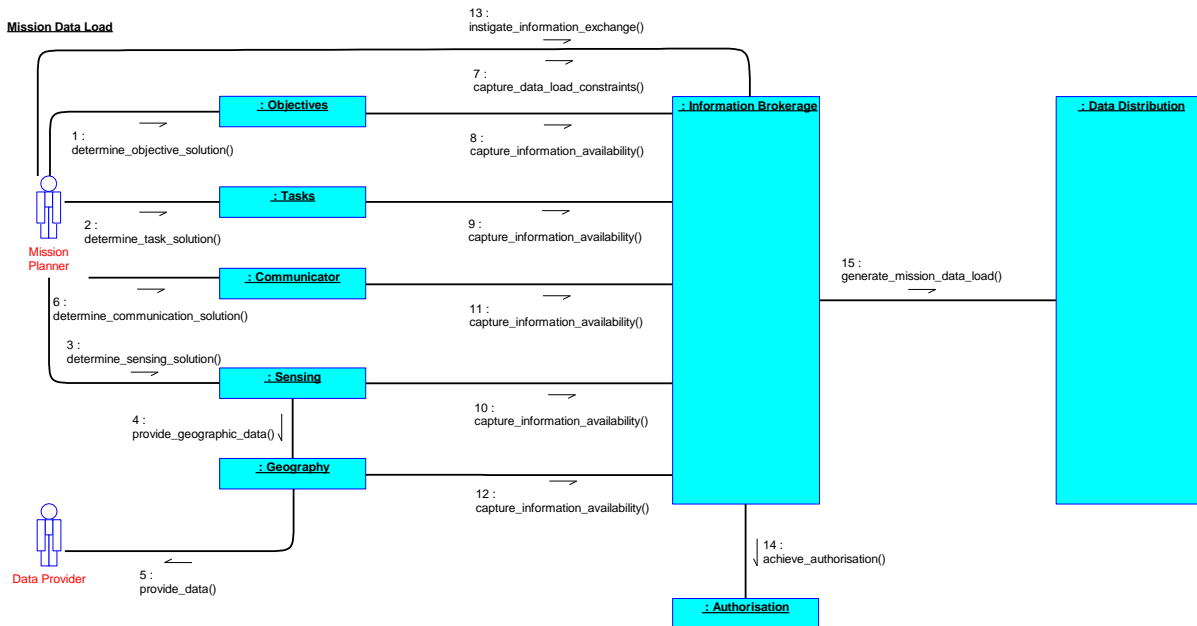 Mission Data Load
13 :
instigate_information_exchange()
7 :
capture_data_load_constraints()
: Objectives
: Information Brokerage
: Data Distribution
1 :
determine_objective_solution()
8 :
capture_information_availability()
: Tasks
2 :
determine_task_solution()
9 :
capture_information_availability()
Mission
Planner
: Communicator
15 :
generate_mission_data_load()
6 :
determine_communication_solution()
11 :
capture_information_availability()
3 :
determine_sensing_solution()
: Sensing
10 :
capture_information_availability()
4 :
provide_geographic_data()
: Geography
12 :
capture_information_availability()
14 :
achieve_authorisation()
Data Provider
5 :
provide_data()
: Authorisation